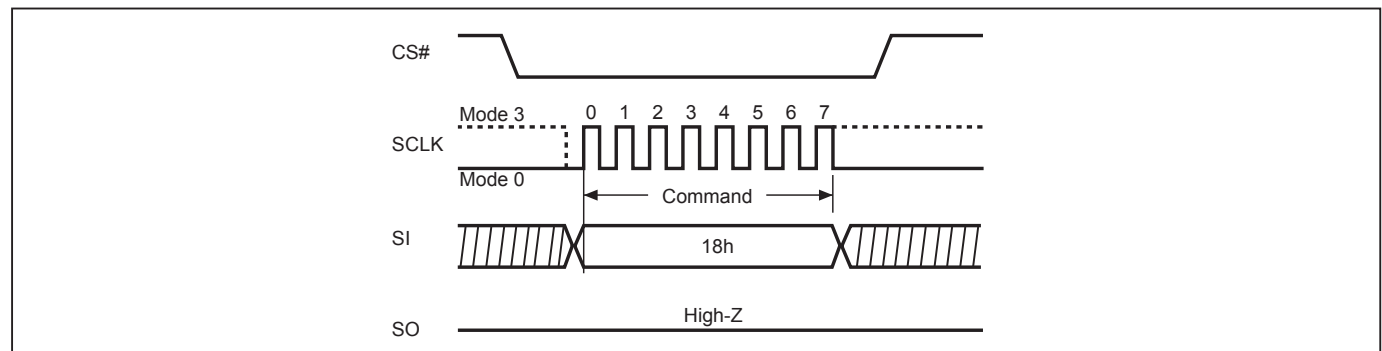 CS#
Mode 3
0 1 2 3 4 5 6 7
SCLK
Mode 0
Command
SI
18h
High-Z
SO